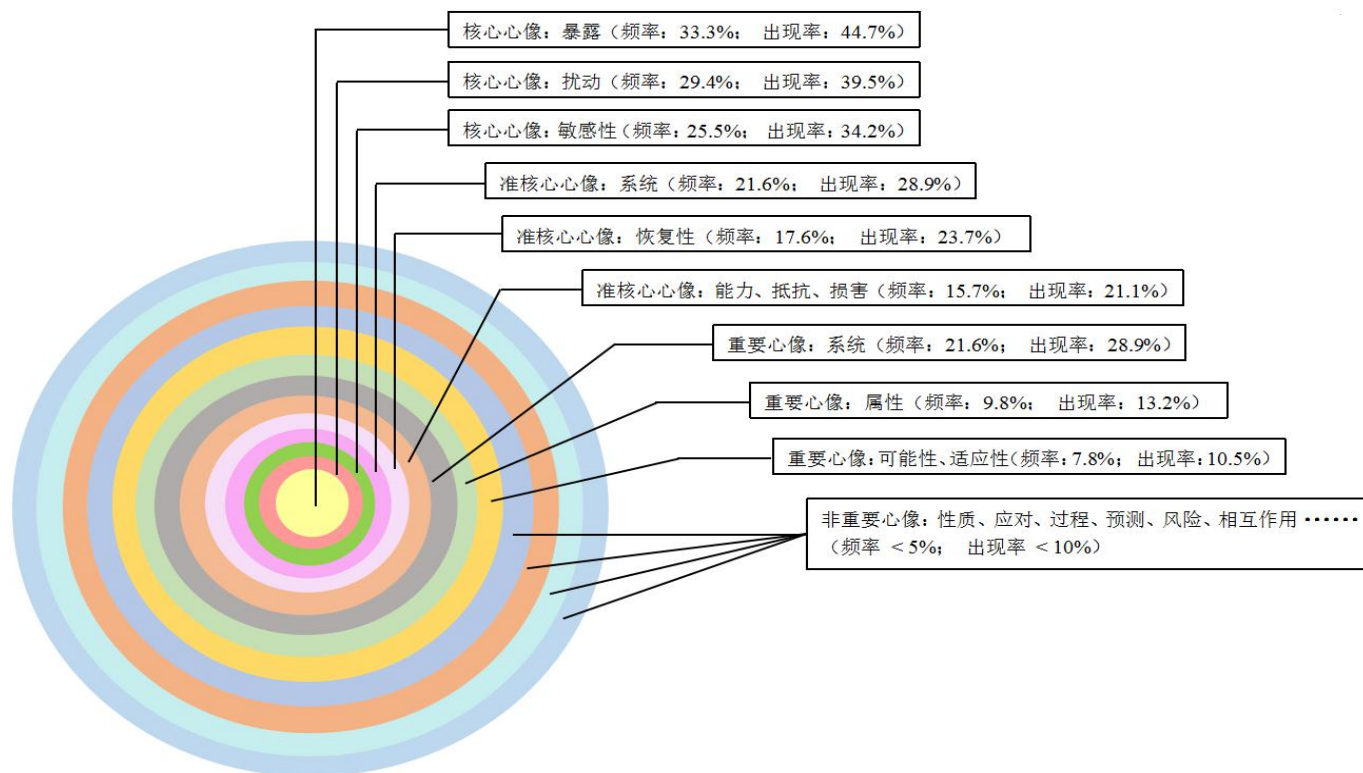 核心心像：暴露（频率：33.3%； 出现率：44.7%）
核心心像：扰动（频率：29.4%； 出现率：39.5%）
核心心像：敏感性（频率：25.5%； 出现率：34.2%）
准核心心像：系统（频率：21.6%； 出现率：28.9%）
准核心心像：恢复性（频率：17.6%； 出现率：23.7%）
准核心心像：能力、抵抗、损害（频率：15.7%； 出现率：21.1%）
重要心像：系统（频率：21.6%； 出现率：28.9%）
重要心像：属性（频率：9.8%； 出现率：13.2%）
重要心像：可能性、适应性（频率：7.8%； 出现率：10.5%）
非重要心像：性质、应对、过程、预测、风险、相互作用 ······
（频率 < 5%； 出现率 < 10%）